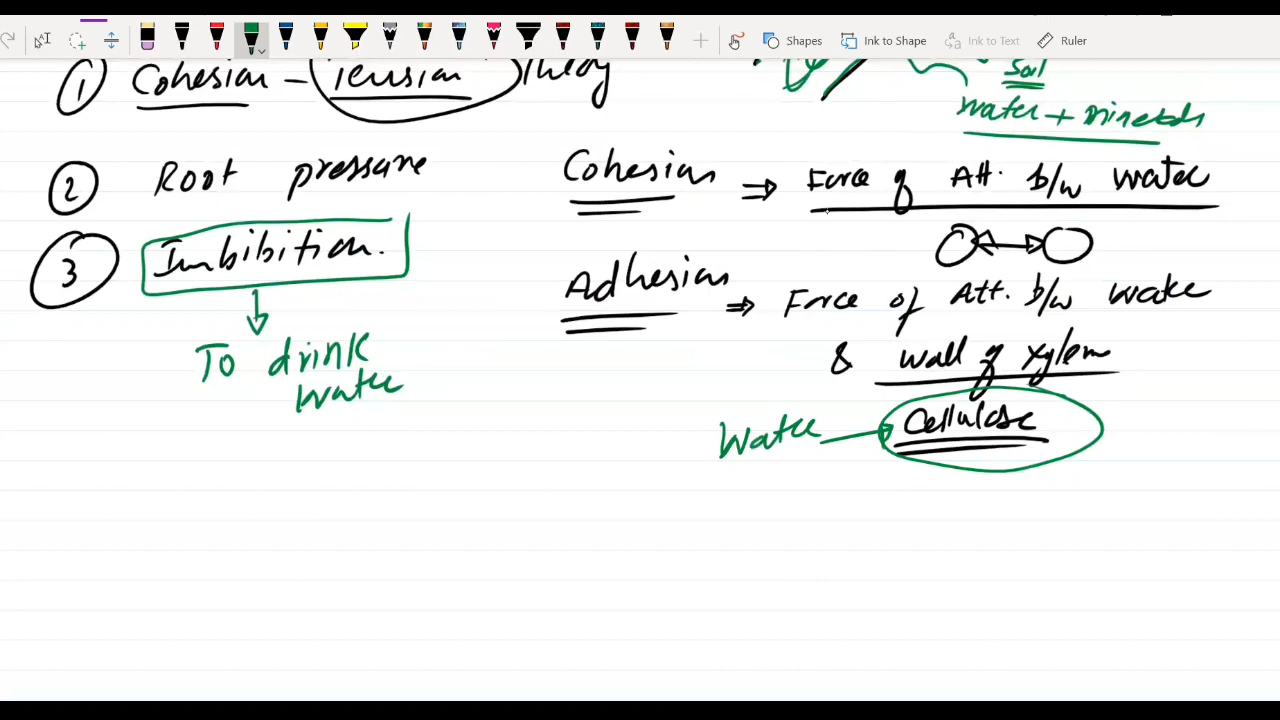 Shapes
Ink to Shape
Ink to Text
Ruler
① Cohesion – Tension Theory
Soil
Water + Minerals
② Root pressure
Cohesion ⇒ Force of Att. b/w water
③ Imbibition.
Adhesion ⇒ Force of Att. b/w water
& wall of xylem
To drink
water
Water → Cellulose